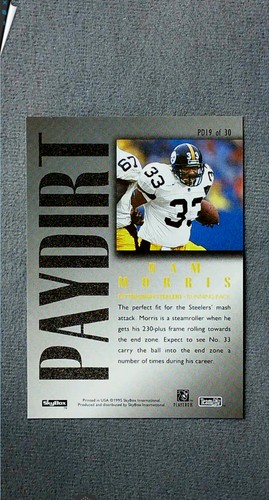 PD19 of 30
PAYDIRT
67
33
33
BAM
MORRIS
The perfect fit for the Steelers' mash
attack. Morris is a steamroller when he
gets his 230-plus frame rolling towards
the end zone. Expect to see No. 33
carry the ball into the end zone a
number of times during his career.
SkyBox
Printed in USA ©1995 SkyBox International.
Produced and distributed by SkyBox International.
PLAYERS